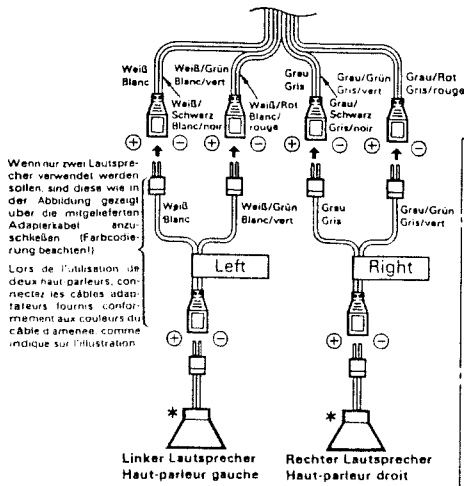 Weiß
Blanc
Weiß/Grün
Blanc/vert
Grau
Gris
Grau/Grün
Gris/vert
Grau/Rot
Gris/rouge
Weiß/
Schwarz
Blanc/noir
Weiß/Rot
Blanc/
rouge
Grau/
Schwarz
Gris/noir
+ − + − + − + −
Wenn nur zwei Lautspre-
cher verwendet werden
sollen, sind diese wie in
der Abbildung gezeigt
über die mitgelieferten
Adapterkabel anzu-
schließen (Farbcodie-
rung beachten!)
Lors de l'utilisation de
deux haut-parleurs, con-
nectez les câbles adap-
tateurs fournis confor-
mément aux couleurs du
câble d'amenée, comme
indiqué sur l'illustration
Weiß
Blanc
Weiß/Grün
Blanc/vert
Grau
Gris
Grau/Grün
Gris/vert
Left
Right
+ − + −
* *
Linker Lautsprecher
Haut-parleur gauche
Rechter Lautsprecher
Haut-parleur droit